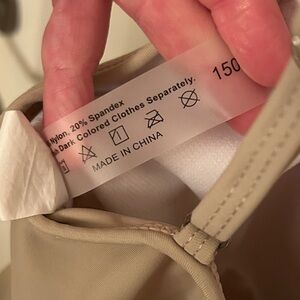 Nylon, 20% Spandex
Dark Colored Clothes Separately.
MADE IN CHINA
150